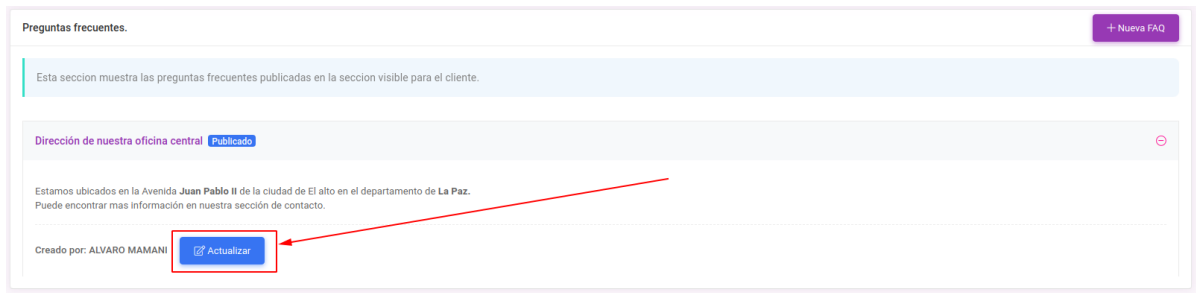 Preguntas frecuentes.
+ Nueva FAQ
Esta seccion muestra las preguntas frecuentes publicadas en la seccion visible para el cliente.
Dirección de nuestra oficina central Publicado
Estamos ubicados en la Avenida Juan Pablo II de la ciudad de El alto en el departamento de La Paz.
Puede encontrar mas información en nuestra sección de contacto.
Creado por: ALVARO MAMANI Actualizar